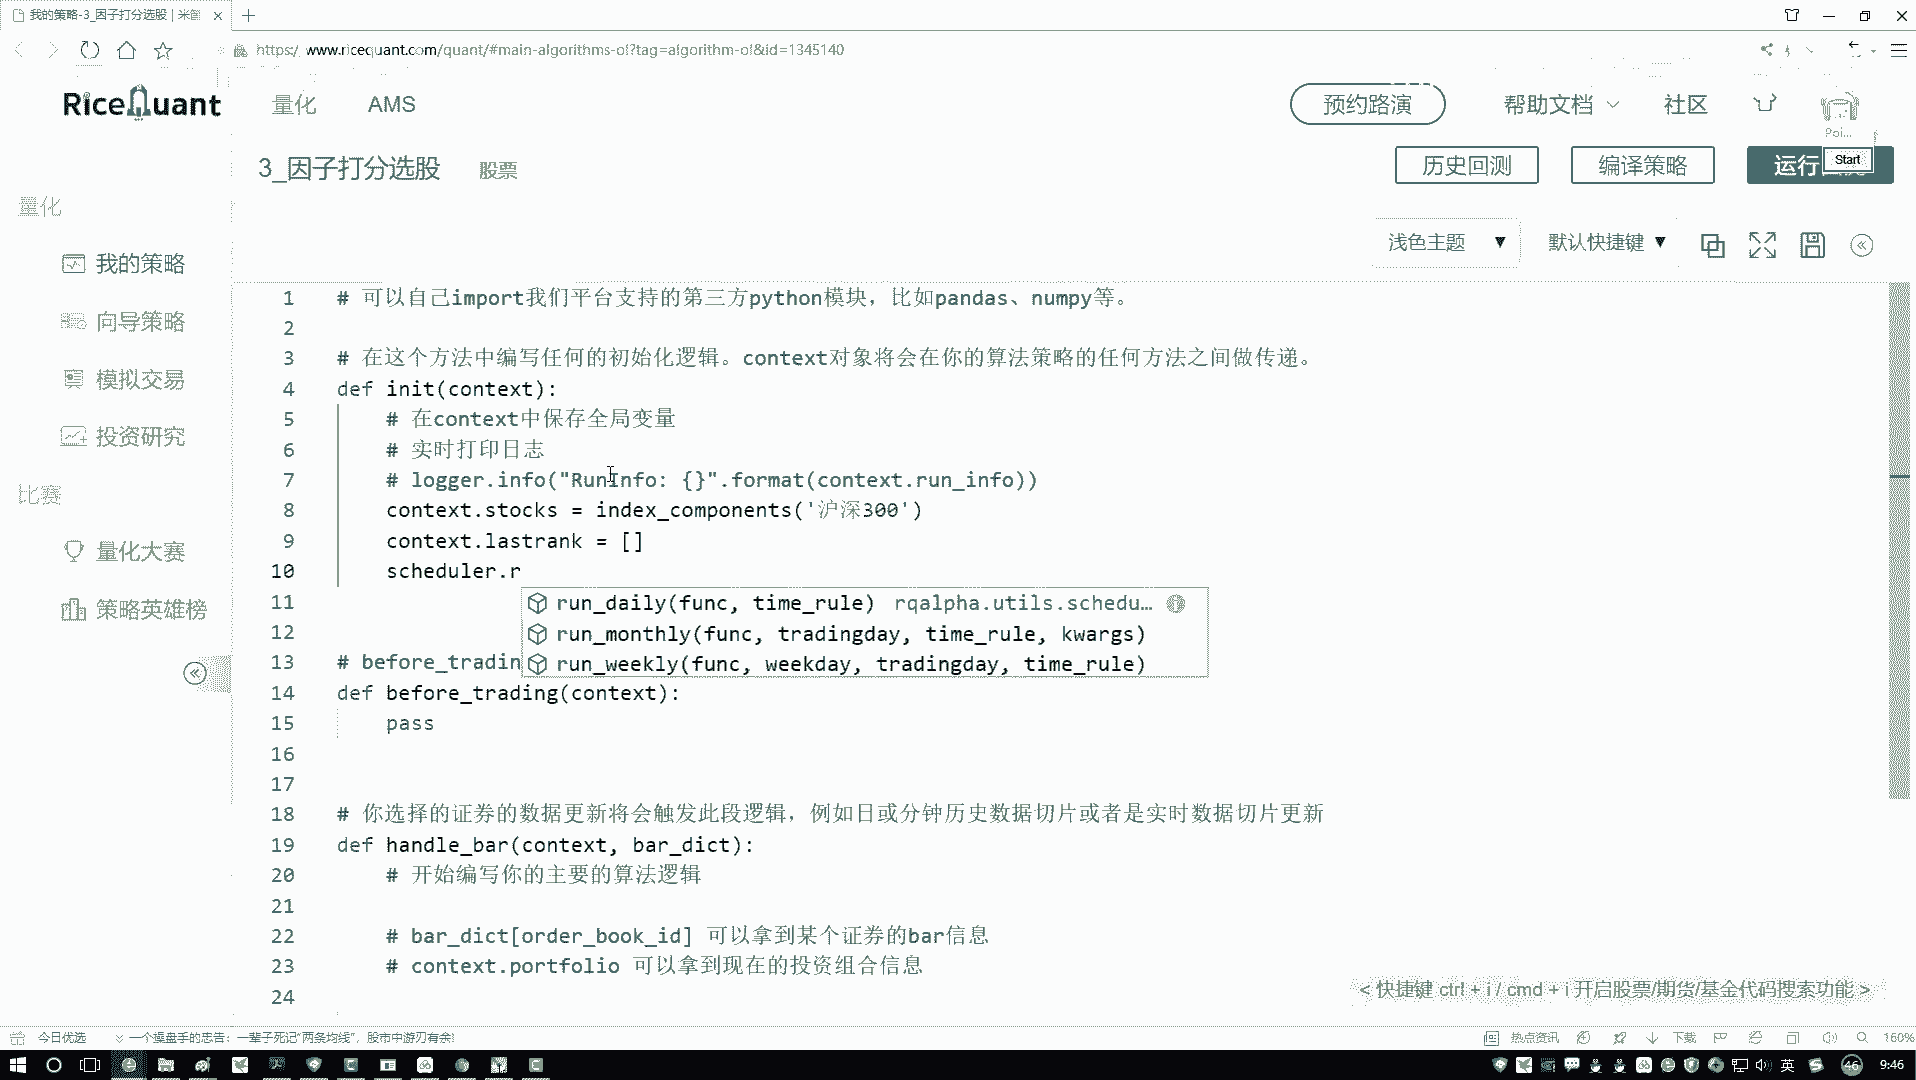 我的策略-3_因子打分选股 | 米筐
https://www.ricequant.com/quant/#main-algorithms-ol?tag=algorithm-ol&id=1345140
RiceQuant
量化
AMS
预约路演
帮助文档
社区
Poi...
3_因子打分选股
股票
历史回测
编译策略
运行
Start
量化
我的策略
向导策略
模拟交易
投资研究
比赛
量化大赛
策略英雄榜
浅色主题
默认快捷键
1 # 可以自己import我们平台支持的第三方python模块，比如pandas、numpy等。
2
3 # 在这个方法中编写任何的初始化逻辑。context对象将会在你的算法策略的任何方法之间做传递。
4 def init(context):
5 # 在context中保存全局变量
6 # 实时打印日志
7 # logger.info("RunInfo: {}".format(context.run_info))
8 context.stocks = index_components('沪深300')
9 context.lastrank = []
10 scheduler.r
11 run_daily(func, time_rule) rqalpha.utils.schedu…
12 run_monthly(func, tradingday, time_rule, kwargs)
13 # before_tradin run_weekly(func, weekday, tradingday, time_rule)
14 def before_trading(context):
15 pass
16
17
18 # 你选择的证券的数据更新将会触发此段逻辑，例如日或分钟历史数据切片或者是实时数据切片更新
19 def handle_bar(context, bar_dict):
20 # 开始编写你的主要的算法逻辑
21
22 # bar_dict[order_book_id] 可以拿到某个证券的bar信息
23 # context.portfolio 可以拿到现在的投资组合信息
24
< 快捷键 ctrl + i / cmd + i 开启股票/期货/基金代码搜索功能 >
今日优选
一个操盘手的忠告：一辈子死记"两条均线"，股市中游刃有余!
热点资讯
下载
160%
英
46
9:46